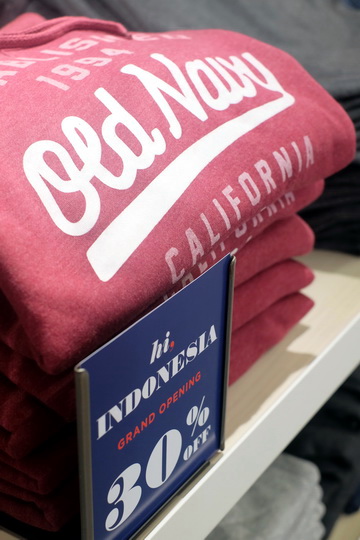 1994
Old Navy
CALIFORNIA
hi,
INDONESIA
GRAND OPENING
30%
OFF